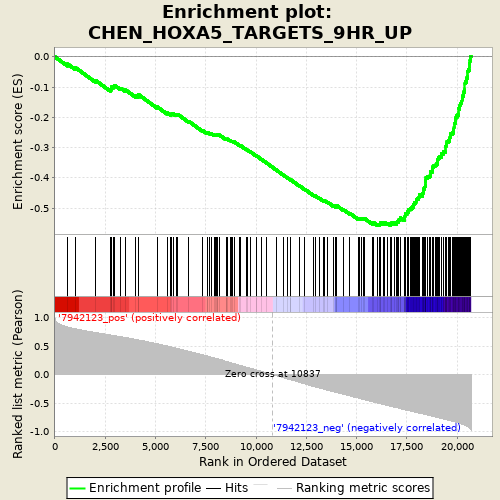 Enrichment plot:
CHEN_HOXA5_TARGETS_9HR_UP
Enrichment score (ES)
0.0
-0.1
-0.2
-0.3
-0.4
-0.5
Ranked list metric (Pearson)
1.0
0.5
0.0
-0.5
-1.0
'7942123_pos' (positively correlated)
Zero cross at 10837
'7942123_neg' (negatively correlated)
0
2,500
5,000
7,500
10,000
12,500
15,000
17,500
20,000
Rank in Ordered Dataset
Enrichment profile
Hits
Ranking metric scores